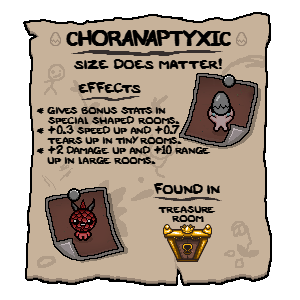 CHORANAPTYXIC
SIZE DOES MATTER!
EFFECTS
* GIVES BONUS STATS IN
SPECIAL SHAPED ROOMS.
* +0.3 SPEED UP AND +0.7
TEARS UP IN TINY ROOMS.
* +2 DAMAGE UP AND +10 RANGE
UP IN LARGE ROOMS.
FOUND IN
TREASURE
ROOM